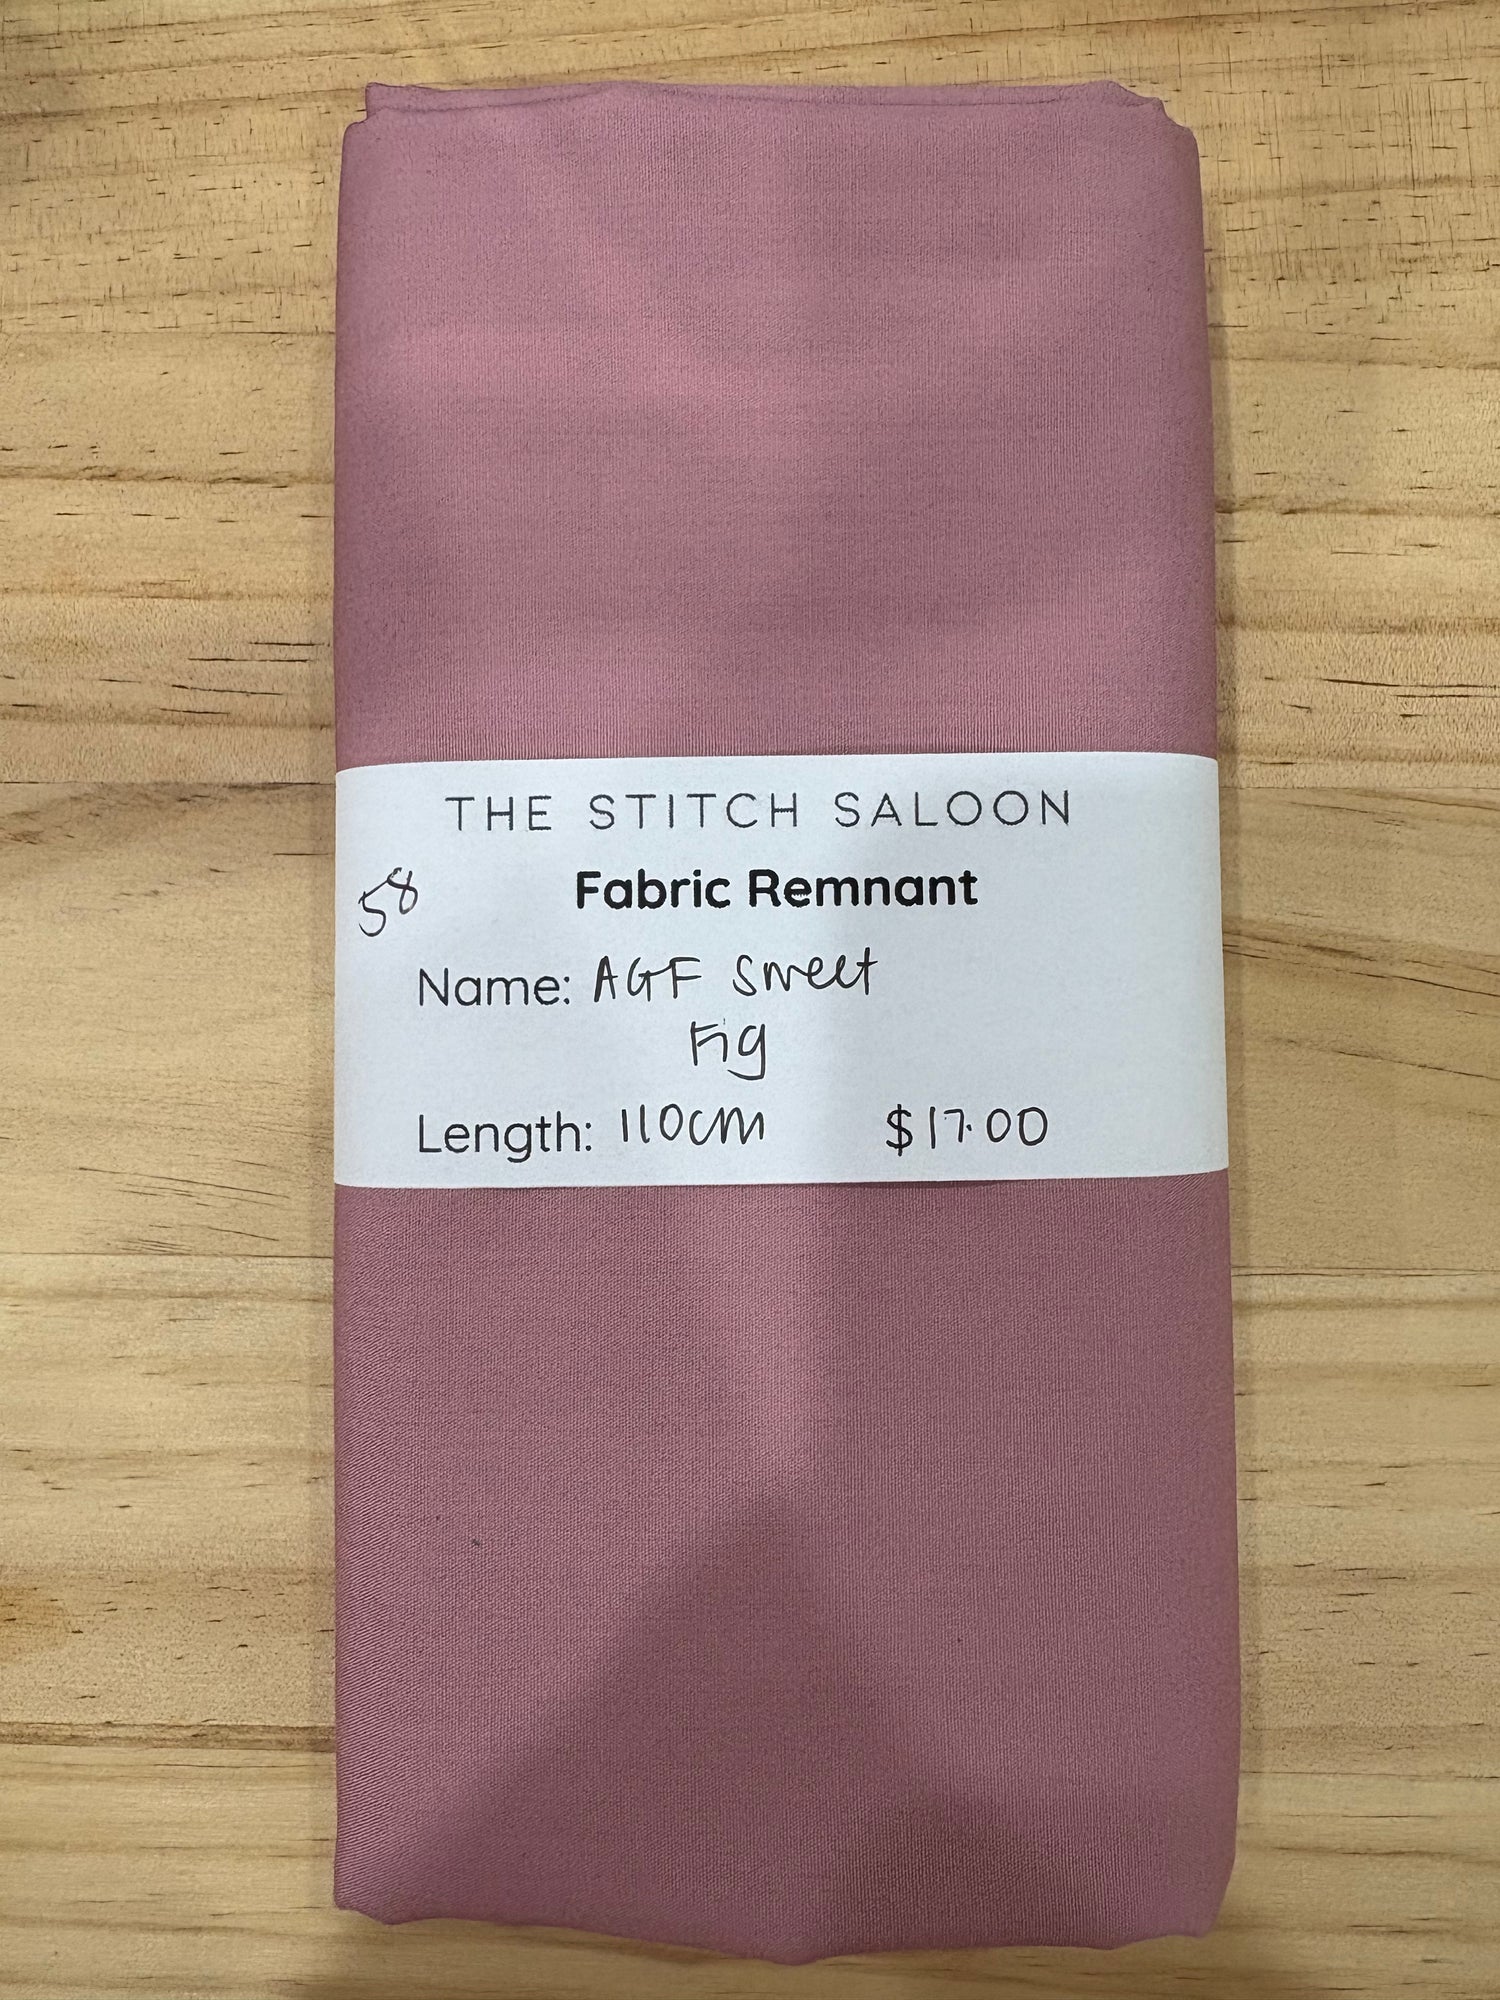 THE STITCH SALOON
Fabric Remnant
58
Name: AGF Sweet
Fig
Length: 110cm $17.00